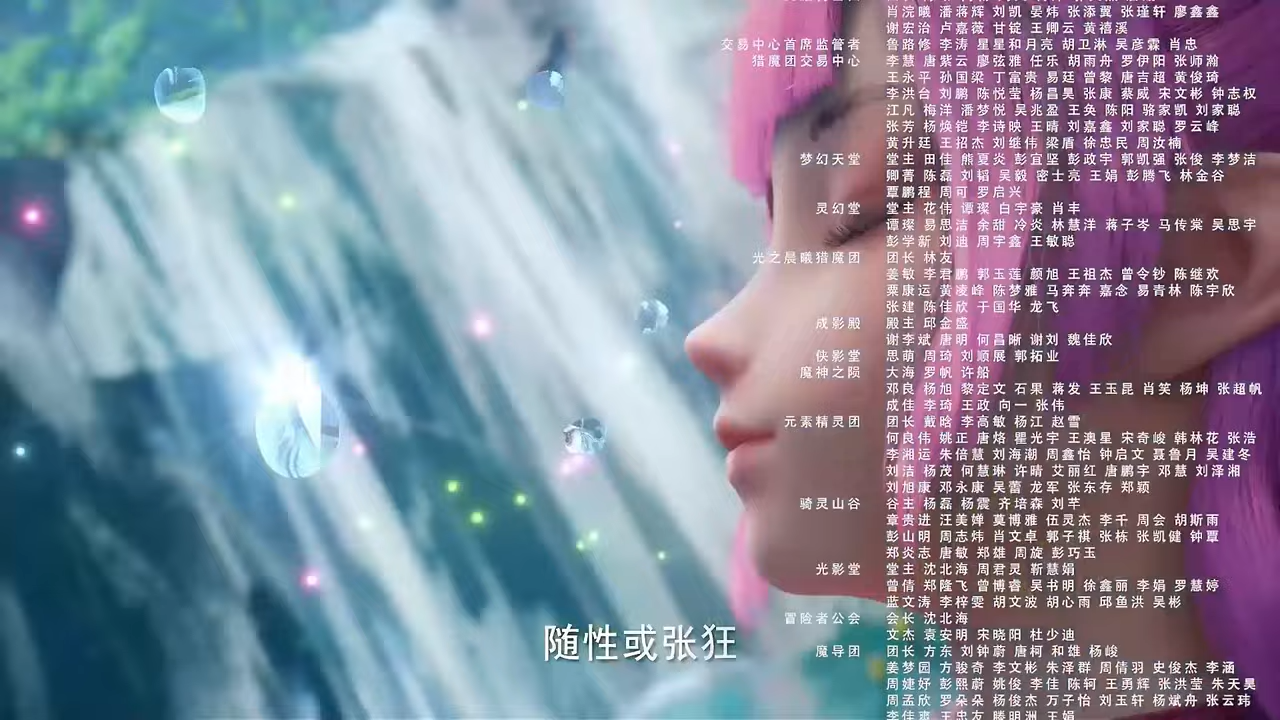 肖浣曦 潘蒋辉 刘凯 晏炜 张添翼 张瑾轩 廖鑫鑫
谢宏治 卢嘉薇 甘锭 王卿云 黄禧溪
交易中心首席监管者 鲁路修 李涛 星星和月亮 胡卫淋 吴彦霖 肖忠
猎魔团交易中心 李慧 唐紫云 廖弦雅 任乐 胡雨舟 罗伊阳 张师瀚
王永平 孙国梁 丁富贵 易廷 曾黎 唐吉超 黄俊琦
李洪台 刘鹏 陈悦莹 杨昌昊 张康 蔡威 宋文彬 钟志权
江凡 梅洋 潘梦悦 吴兆盈 王奂 陈阳 骆家凯 刘家聪
张芳 杨焕铠 李诗映 王晴 刘嘉鑫 刘家聪 罗云峰
黄升廷 王招杰 刘继伟 梁盾 徐忠民 周汝楠
梦幻天堂 堂主 田佳 熊夏炎 彭宜坚 彭政宇 郭凯强 张俊 李梦洁
卿菁 陈磊 刘韬 吴毅 密士亮 王娟 彭腾飞 林金谷
覃鹏程 周可 罗启兴
灵幻堂 堂主 花伟 谭璨 白宇豪 肖丰
谭璨 易思洁 余甜 冷炎 林慧洋 蒋子岑 马传棠 吴思宇
彭学新 刘迪 周宇鑫 王敏聪
光之晨曦猎魔团 团长 林友
姜敏 李君鹏 郭玉莲 颜旭 王祖杰 曾令钞 陈继欢
粟康运 黄凌峰 陈梦雅 马奔奔 嘉念 易青林 陈宇欣
张建 陈佳欣 于国华 龙飞
成影殿 殿主 邱金盛
谢李斌 唐明 何昌晰 谢刘 魏佳欣
侠影堂 思萌 周琦 刘顺展 郭拓业
魔神之陨 大海 罗帆 许船
邓良 杨旭 黎定文 石果 蒋发 王玉昆 肖笑 杨坤 张超帆
成佳 李琦 王政 向一 张伟
元素精灵团 团长 戴晗 李高敏 杨江 赵雪
何良伟 姚正 唐烙 瞿光宇 王澳星 宋奇峻 韩林花 张浩
李湘运 朱倍慧 刘海潮 周鑫怡 钟启文 聂鲁月 吴建冬
刘洁 杨茂 何慧琳 许晴 艾丽红 唐鹏宇 邓慧 刘泽湘
刘旭康 邓永康 吴蕾 龙军 张东存 郑颖
骑灵山谷 谷主 杨磊 杨震 齐培森 刘芊
章贵进 汪美婵 莫博雅 伍灵杰 李千 周会 胡斯雨
彭山明 周志炜 肖文卓 郭子祺 张栋 张凯健 钟覃
郑炎志 唐敏 郑雄 周旋 彭巧玉
光影堂 堂主 沈北海 周君灵 靳慧娟
曾倩 郑隆飞 曾博睿 吴书明 徐鑫丽 李娟 罗慧婷
蓝文涛 李梓雯 胡文波 胡心雨 邱鱼洪 吴彬
冒险者公会 会长 沈北海
文杰 袁安明 宋晓阳 杜少迪
魔导团 团长 方东 刘钟蔚 唐柯 和雄 杨峻
姜梦园 方骏奇 李文彬 朱泽群 周倩羽 史俊杰 李涵
周婕妤 彭熙蔚 姚俊 李佳 陈轲 王勇辉 张洪莹 朱天昊
周孟欣 罗朵朵 杨俊杰 万子怡 刘玉轩 杨斌舟 张云玮
随性或张狂